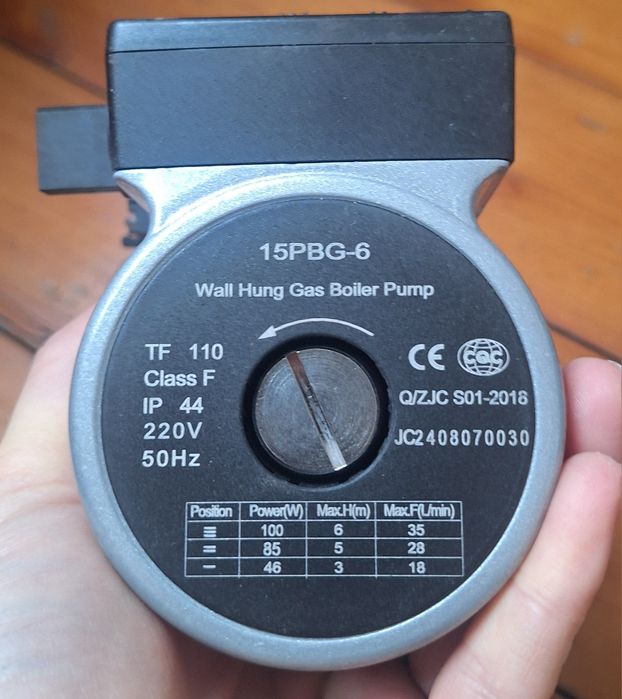 15PBG-6
Wall Hung Gas Boiler Pump
TF 110
Class F
IP 44
220V
50Hz
CE CQC
Q/ZJC S01-2018
JC2408070030
Position Power(W) Max.H(m) Max.F(L/min)
≡ 100 6 35
= 85 5 28
− 46 3 18